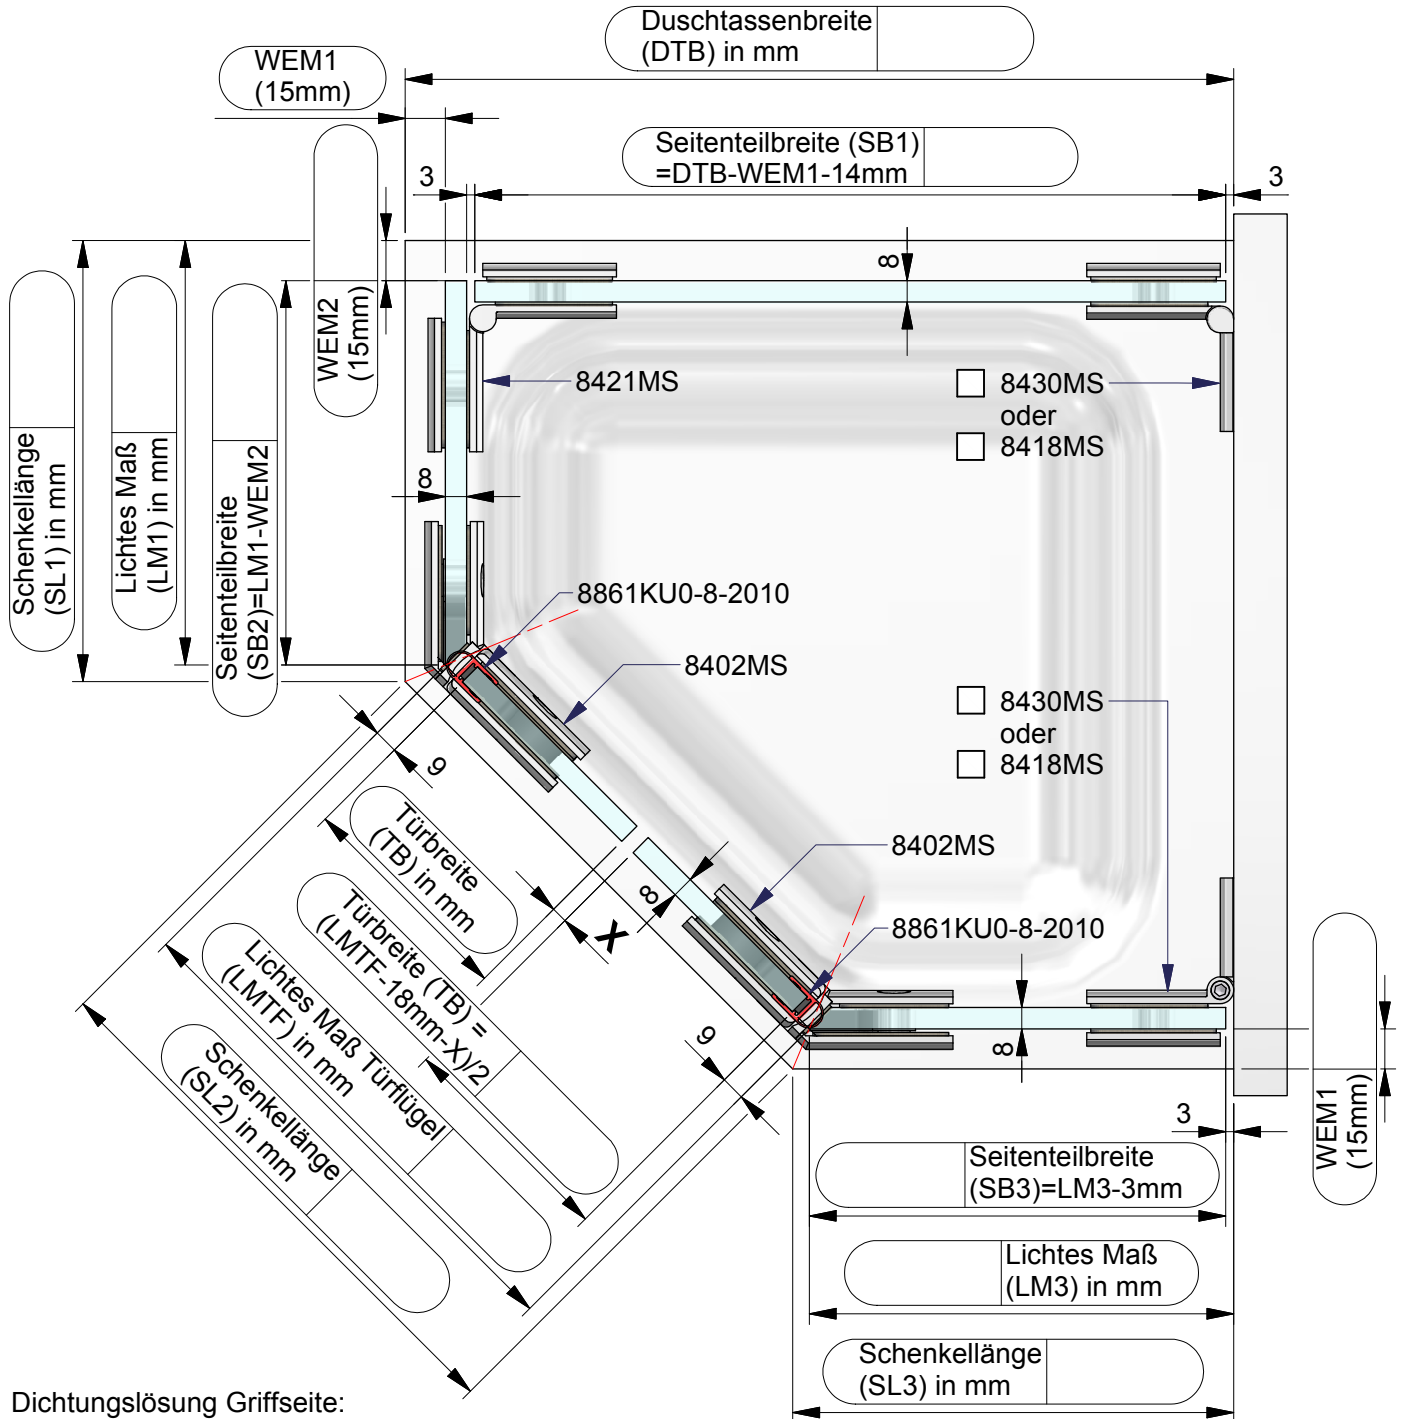 Duschtassenbreite
(DTB) in mm
WEM1
(15mm)
Seitenteilbreite (SB1)
=DTB-WEM1-14mm
3
3
WEM2
(15mm)
8
Schenkellänge
(SL1) in mm
Lichtes Maß
(LM1) in mm
Seitenteilbreite
(SB2)=LM1-WEM2
8421MS
8430MS
oder
8418MS
8
8861KU0-8-2010
8402MS
8430MS
oder
8418MS
9
Türbreite
(TB) in mm
8402MS
8
X
8861KU0-8-2010
Türbreite (TB) =
(LMTF-18mm-X)/2
Lichtes Maß Türflügel
(LMTF) in mm
Schenkellänge
(SL2) in mm
9
8
WEM1
(15mm)
3
Seitenteilbreite
(SB3)=LM3-3mm
Lichtes Maß
(LM3) in mm
Schenkellänge
(SL3) in mm
Dichtungslösung Griffseite: